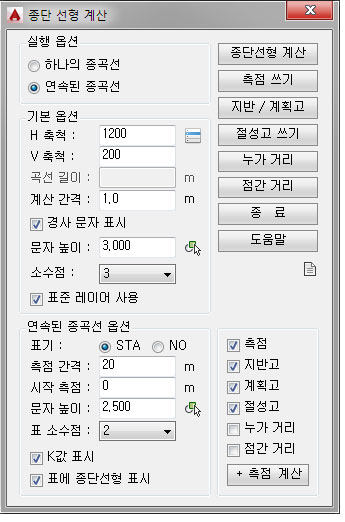 종단 선형 계산
실행 옵션
하나의 종곡선
연속된 종곡선
기본 옵션
H 축척 : 1200
V 축척 : 200
곡선 길이 : m
계산 간격 : 1,0 m
경사 문자 표시
문자 높이 : 3,000
소수점 : 3
표준 레이어 사용
연속된 종곡선 옵션
표기 : STA NO
측점 간격 : 20 m
시작 측점 : 0 m
문자 높이 : 2,500
표 소수점 : 2
K값 표시
표에 종단선형 표시
종단선형 계산
측점 쓰기
지반 / 계획고
절성고 쓰기
누가 거리
점간 거리
종 료
도움말
측점
지반고
계획고
절성고
누가 거리
점간 거리
+ 측점 계산